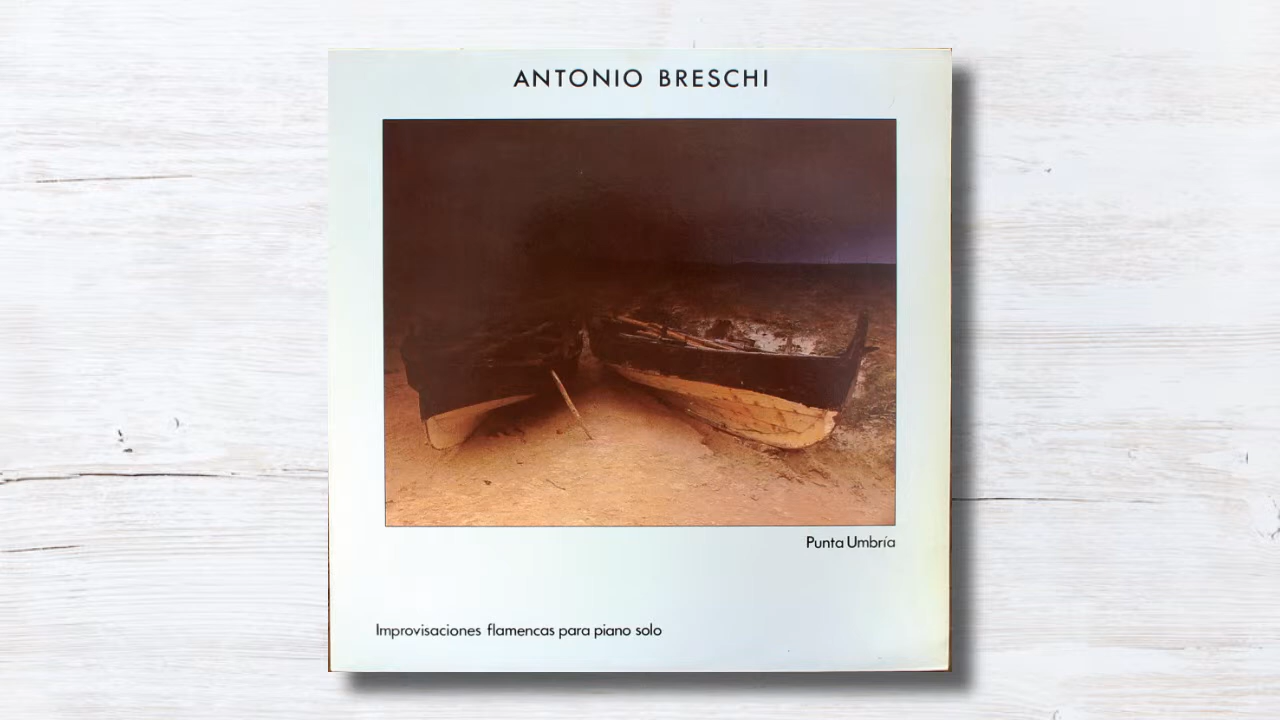 ANTONIO BRESCHI
Punta Umbría
Improvisaciones flamencas para piano solo